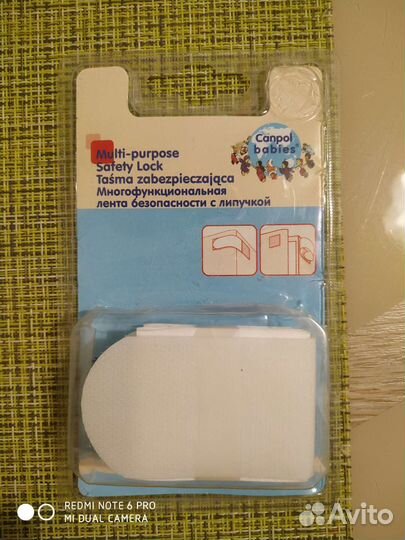 Canpol
babies®
Multi-purpose
Safety Lock
Taśma zabezpieczająca
Многофункциональная
лента безопасности с липучкой
REDMI NOTE 6 PRO
MI DUAL CAMERA
Avito